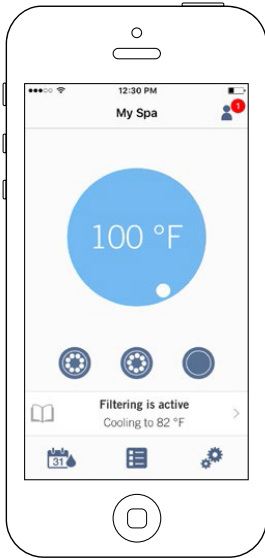 12:30 PM
My Spa
1
100 °F
Filtering is active
Cooling to 82 °F
31